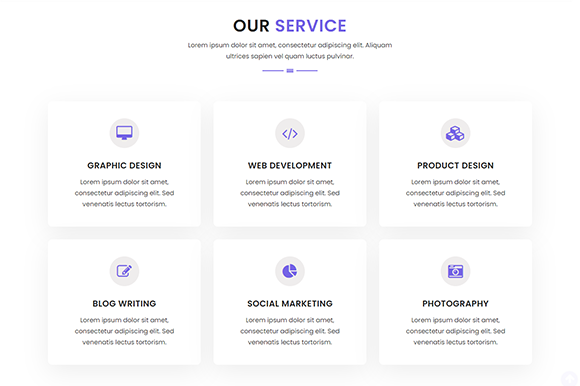 OUR SERVICE
Lorem ipsum dolor sit amet, consectetur adipiscing elit. Aliquam
ultrices sapien vel quam luctus pulvinar.
GRAPHIC DESIGN
Lorem ipsum dolor sit amet,
consectetur adipiscing elit. Sed
venenatis lectus tortorism.
WEB DEVELOPMENT
Lorem ipsum dolor sit amet,
consectetur adipiscing elit. Sed
venenatis lectus tortorism.
PRODUCT DESIGN
Lorem ipsum dolor sit amet,
consectetur adipiscing elit. Sed
venenatis lectus tortorism.
BLOG WRITING
Lorem ipsum dolor sit amet,
consectetur adipiscing elit. Sed
venenatis lectus tortorism.
SOCIAL MARKETING
Lorem ipsum dolor sit amet,
consectetur adipiscing elit. Sed
venenatis lectus tortorism.
PHOTOGRAPHY
Lorem ipsum dolor sit amet,
consectetur adipiscing elit. Sed
venenatis lectus tortorism.